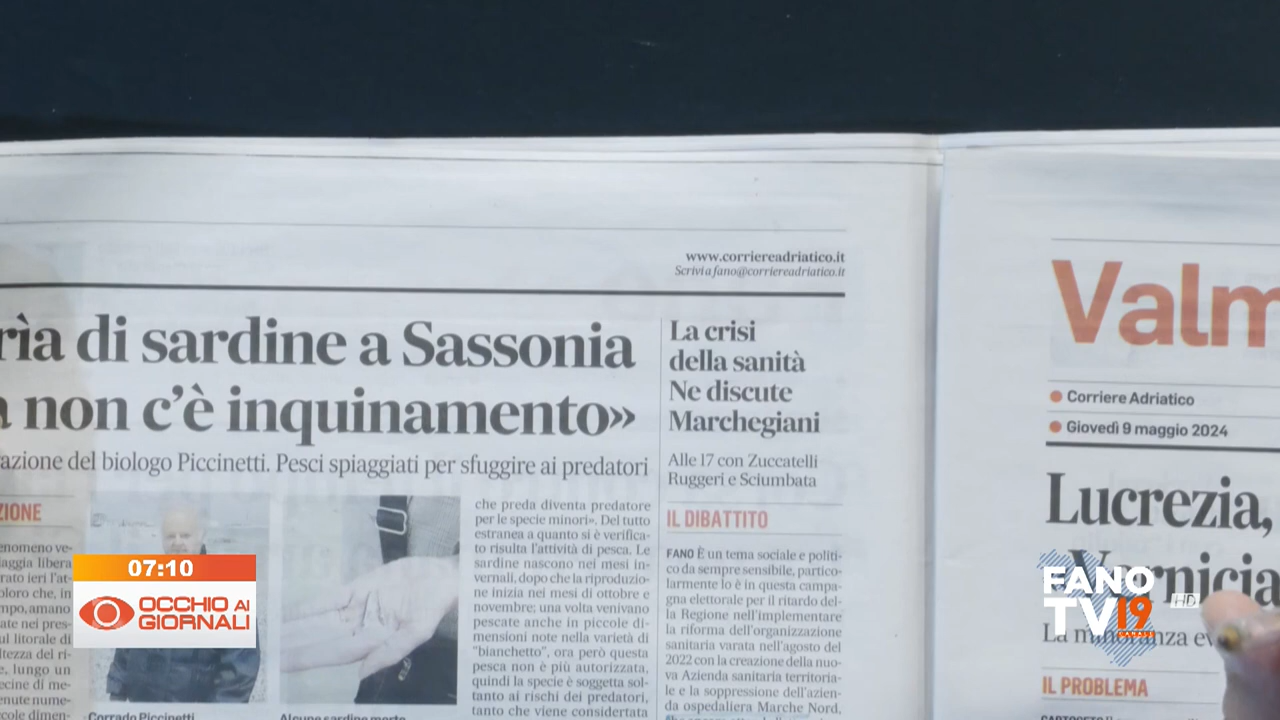 www.corriereadriatico.it
Scrivi a fano@corriereadriatico.it
di sardine a Sassonia
non c'è inquinamento»
del biologo Piccinetti. Pesci spiaggiati per sfuggire ai predatori
che preda diventa predatore
per le specie minori». Del tutto
estranea a quanto si è verifica-
to risulta l'attività di pesca. Le
sardine nascono nei mesi in-
vernali, dopo che la riproduzio-
ne inizia nei mesi di ottobre e
novembre; una volta venivano
pescate anche in piccole di-
mensioni note nella varietà di
"bianchetto", ora però questa
pesca non è più autorizzata,
quindi la specie è soggetta sol-
tanto ai rischi dei predatori,
tanto che viene considertata
Corrado Piccinetti
Alcune sardine morte
La crisi
della sanità
Ne discute
Marchegiani
Alle 17 con Zuccatelli
Ruggeri e Sciumbata
IL DIBATTITO
FANO È un tema sociale e politi-
co da sempre sensibile, partico-
larmente lo è in questa campa-
gna elettorale per il ritardo del-
la Regione nell'implementare
la riforma dell'organizzazione
sanitaria varata nell'agosto del
2022 con la creazione della nuo-
va Azienda sanitaria territoria-
le e la soppressione dell'azien-
da ospedaliera Marche Nord,
Valm
Corriere Adriatico
Giovedì 9 maggio 2024
Lucrezia,
La minoranza
IL PROBLEMA
07:10
OCCHIO AI
GIORNALI
FANO
TV 19
CANALE
HD